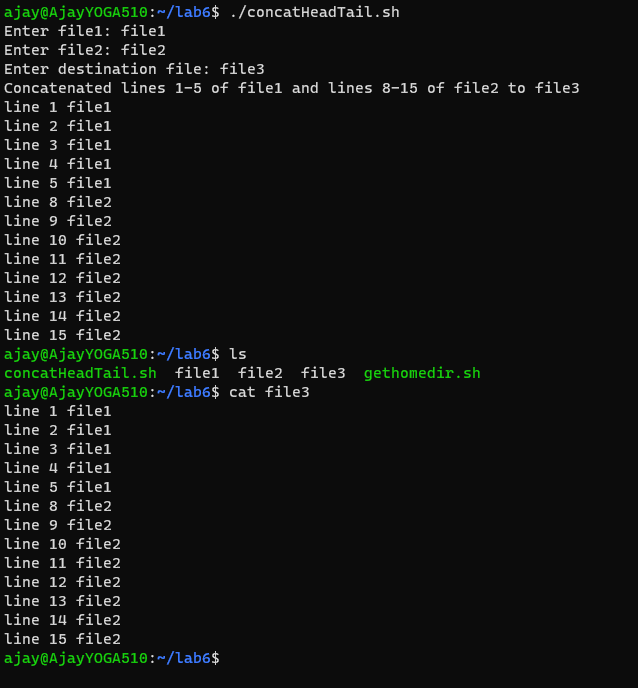 ajay@AjayYOGA510:~/lab6$ ./concatHeadTail.sh
Enter file1: file1
Enter file2: file2
Enter destination file: file3
Concatenated lines 1-5 of file1 and lines 8-15 of file2 to file3
line 1 file1
line 2 file1
line 3 file1
line 4 file1
line 5 file1
line 8 file2
line 9 file2
line 10 file2
line 11 file2
line 12 file2
line 13 file2
line 14 file2
line 15 file2
ajay@AjayYOGA510:~/lab6$ ls
concatHeadTail.sh  file1  file2  file3  gethomedir.sh
ajay@AjayYOGA510:~/lab6$ cat file3
line 1 file1
line 2 file1
line 3 file1
line 4 file1
line 5 file1
line 8 file2
line 9 file2
line 10 file2
line 11 file2
line 12 file2
line 13 file2
line 14 file2
line 15 file2
ajay@AjayYOGA510:~/lab6$